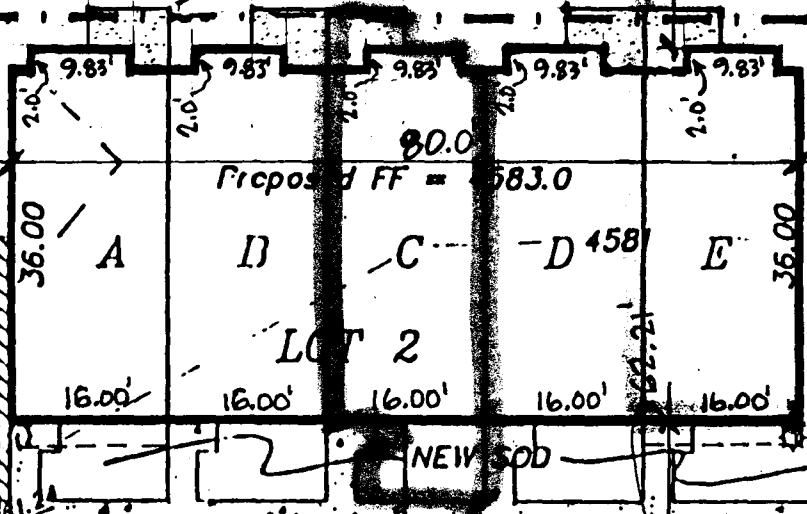 9.83' 9.83' 9.83' 9.83' 9.83'
2.0' 2.0' 2.0' 2.0' 2.0'
80.0
Proposed FF = 4583.0
36.00 36.00
A B C D 4581 E
LOT 2
62.21'
16.00' 16.00' 16.00' 16.00' 16.00'
NEW SOD